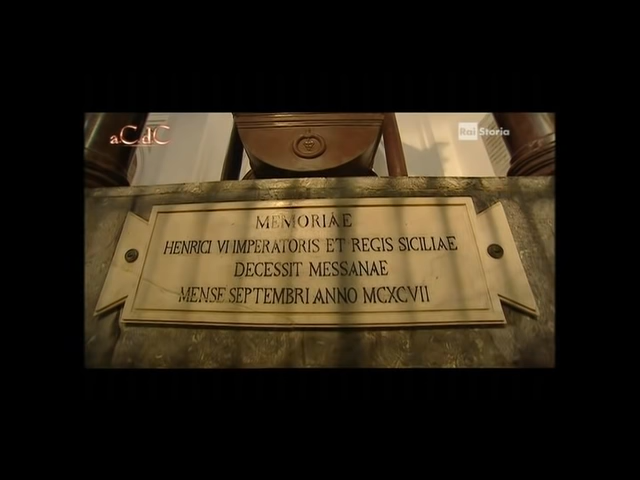 aCdC
Rai Storia
MEMORIAE
HENRICI VI IMPERATORIS ET REGIS SICILIAE
DECESSIT MESSANAE
MENSE SEPTEMBRI ANNO MCXCVII